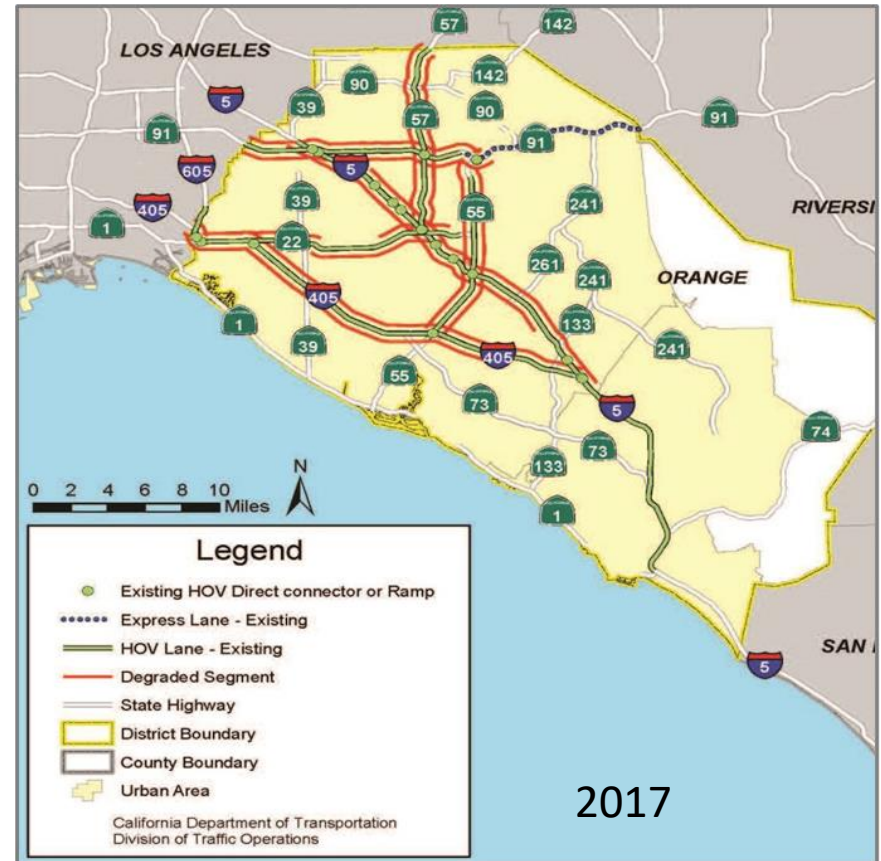 57
142
LOS ANGELES
142
5
39
90
90
57
91
91
91
605
5
405
39
55
241
1
22
RIVERSI
261
ORANGE
241
405
133
1
39
405
241
55
5
73
74
73
133
1
N
0 2 4 6 8 10
Miles
Legend
Existing HOV Direct connector or Ramp
Express Lane - Existing
HOV Lane - Existing
Degraded Segment
State Highway
District Boundary
County Boundary
Urban Area
California Department of Transportation
Division of Traffic Operations
SAN
5
2017